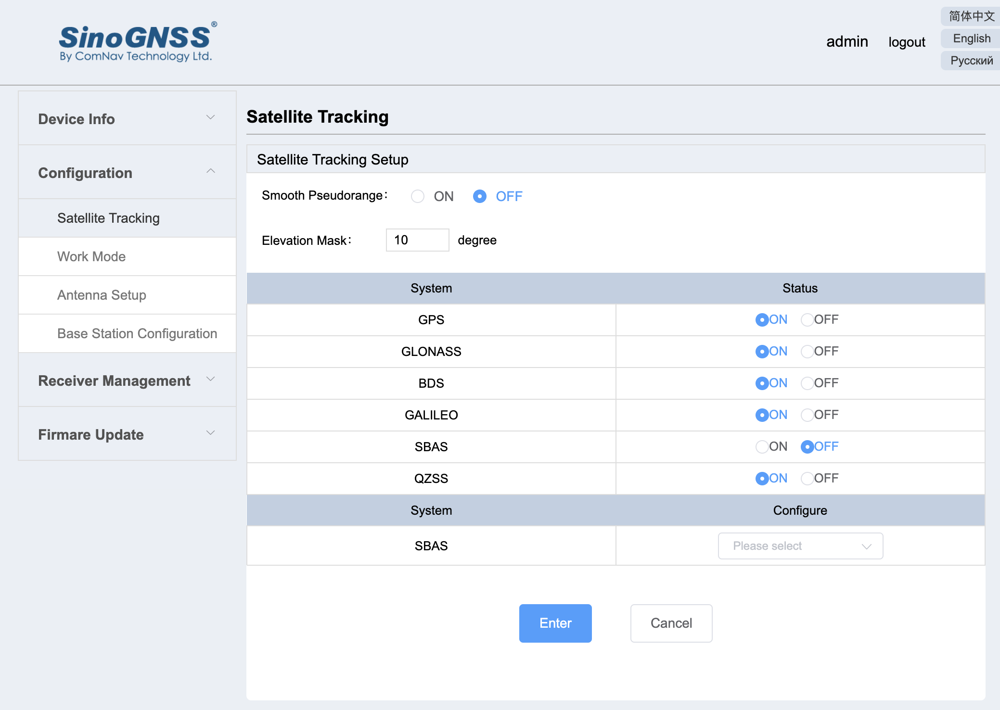 SinoGNSS®
By ComNav Technology Ltd.
admin logout
简体中文
English
Русский
Device Info
Configuration
Satellite Tracking
Work Mode
Antenna Setup
Base Station Configuration
Receiver Management
Firmare Update
Satellite Tracking
Satellite Tracking Setup
Smooth Pseudorange: ON OFF
Elevation Mask: 10 degree
System Status
GPS ON OFF
GLONASS ON OFF
BDS ON OFF
GALILEO ON OFF
SBAS ON OFF
QZSS ON OFF
System Configure
SBAS Please select
Enter Cancel